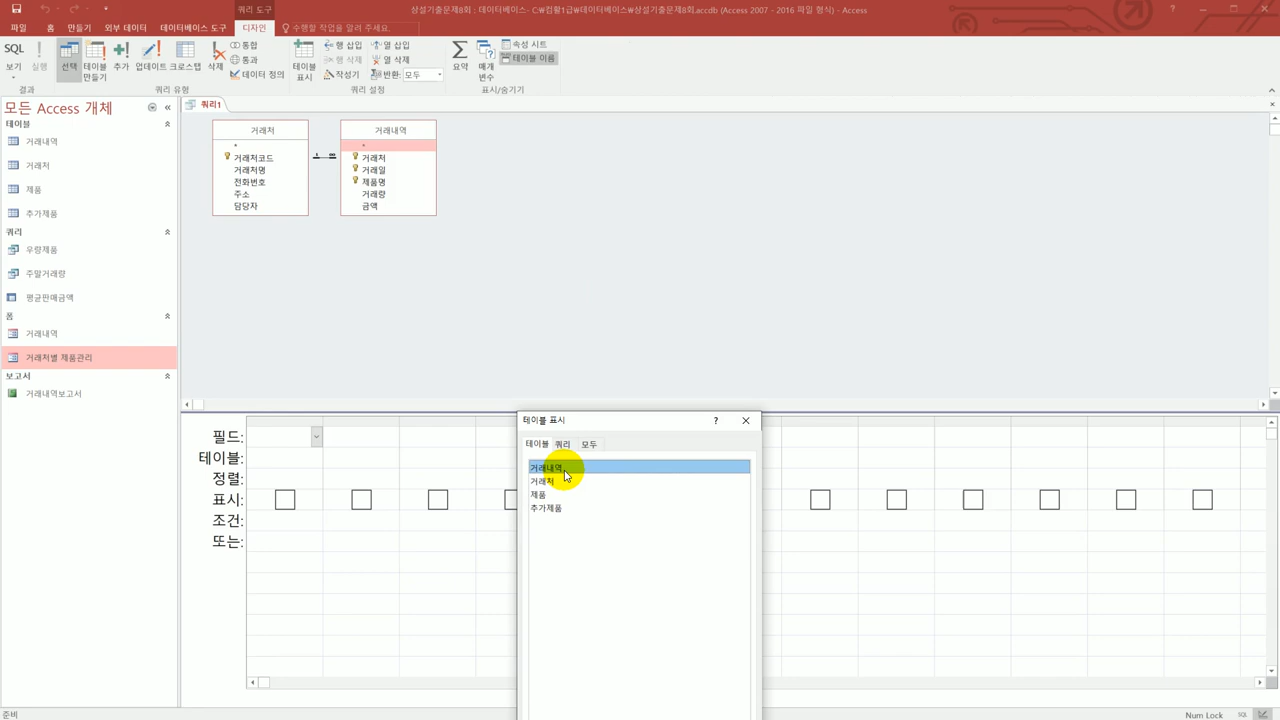 쿼리 도구
상설기출문제8회 : 데이터베이스- C:\컴활1급\데이터베이스\상설기출문제8회.accdb (Access 2007 - 2016 파일 형식) - Access
파일 홈 만들기 외부 데이터 데이터베이스 도구 디자인 수행할 작업을 알려 주세요.
SQL 보기
실행
결과
선택
테이블 만들기
추가
업데이트
크로스탭
삭제
통합
통과
데이터 정의
쿼리 유형
테이블 표시
행 삽입
행 삭제
작성기
열 삽입
열 삭제
반환: 모두
쿼리 설정
요약
매개 변수
속성 시트
테이블 이름
표시/숨기기
모든 Access 개체
테이블
거래내역
거래처
제품
추가제품
쿼리
우량제품
주말거래량
평균판매금액
폼
거래내역
거래처별 제품관리
보고서
거래내역보고서
쿼리1
거래처
*
거래처코드
거래처명
전화번호
주소
담당자
1 ∞
거래내역
*
거래처
거래일
제품명
거래량
금액
필드:
테이블:
정렬:
표시:
조건:
또는:
테이블 표시 ?
테이블 쿼리 모두
거래내역
거래처
제품
추가제품
준비
Num Lock SQL